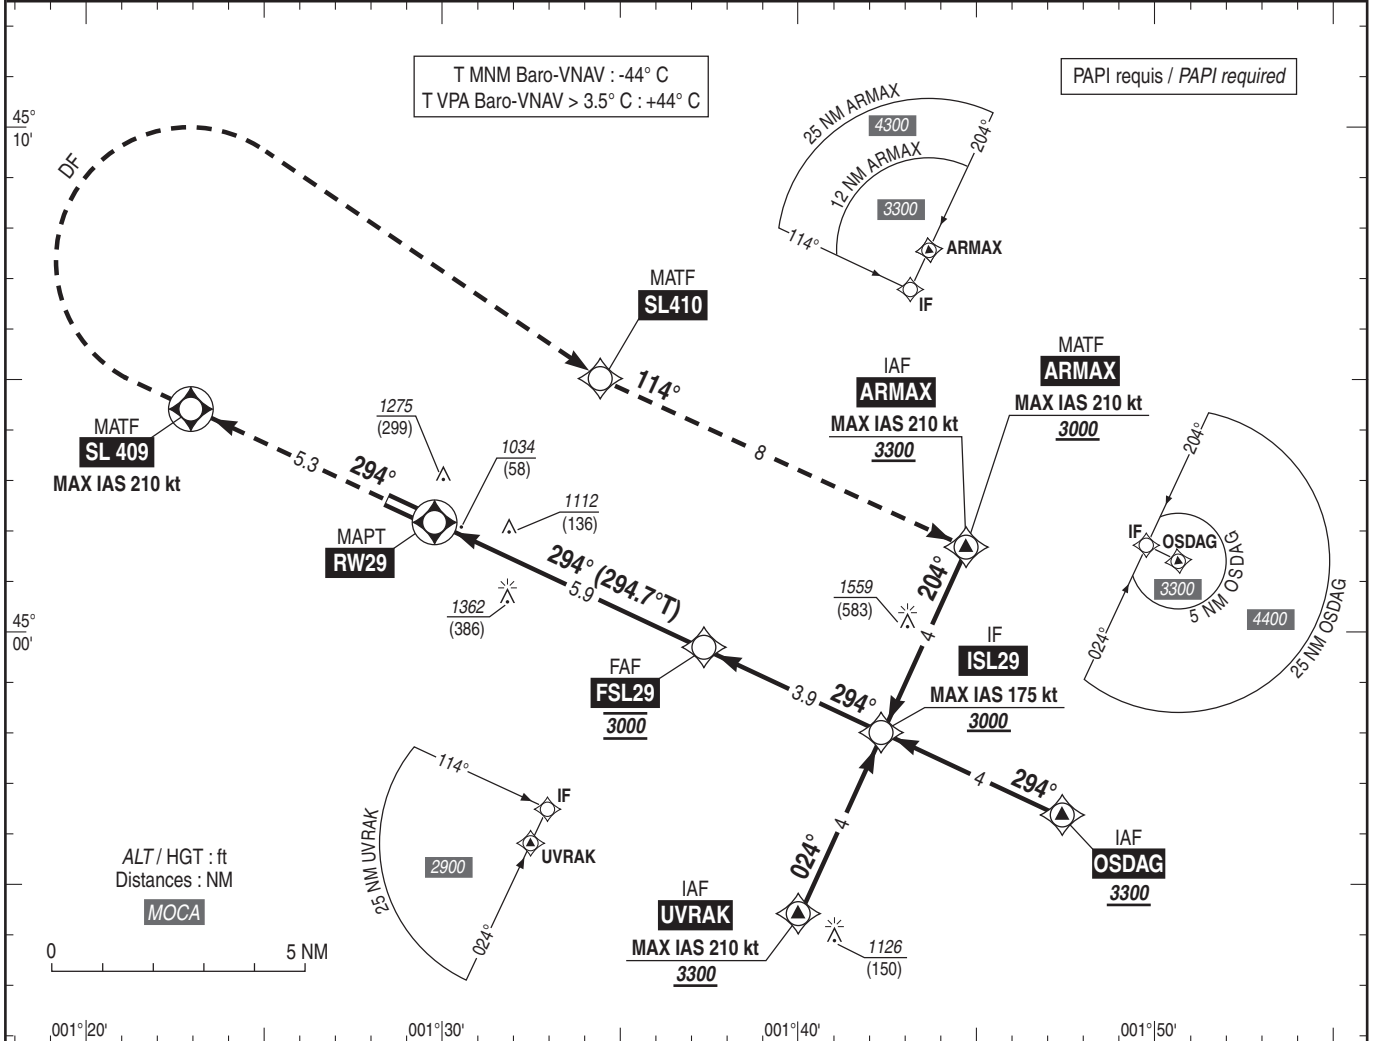 T MNM Baro-VNAV : -44° C
T VPA Baro-VNAV > 3.5° C : +44° C
PAPI requis / PAPI required
45°
10'
DF
25 NM ARMAX
4300
12 NM ARMAX
3300
204°
114°
ARMAX
IF
MATF
SL410
114°
8
IAF
ARMAX
MAX IAS 210 kt
3300
MATF
ARMAX
MAX IAS 210 kt
3000
MATF
SL 409
MAX IAS 210 kt
5.3
294°
1275
(299)
1034
(58)
1112
(136)
MAPT
RW29
1362
(386)
294° (294.7°T)
5.9
204°
4
1559
(583)
204°
IF
OSDAG
3300
5 NM OSDAG
4400
25 NM OSDAG
024°
45°
00'
FAF
FSL29
3000
3.9
294°
IF
ISL29
MAX IAS 175 kt
3000
4
294°
IAF
OSDAG
3300
114°
IF
UVRAK
25 NM UVRAK
2900
024°
024°
4
IAF
UVRAK
MAX IAS 210 kt
3300
1126
(150)
ALT / HGT : ft
Distances : NM
MOCA
0
5 NM
001°20'
001°30'
001°40'
001°50'